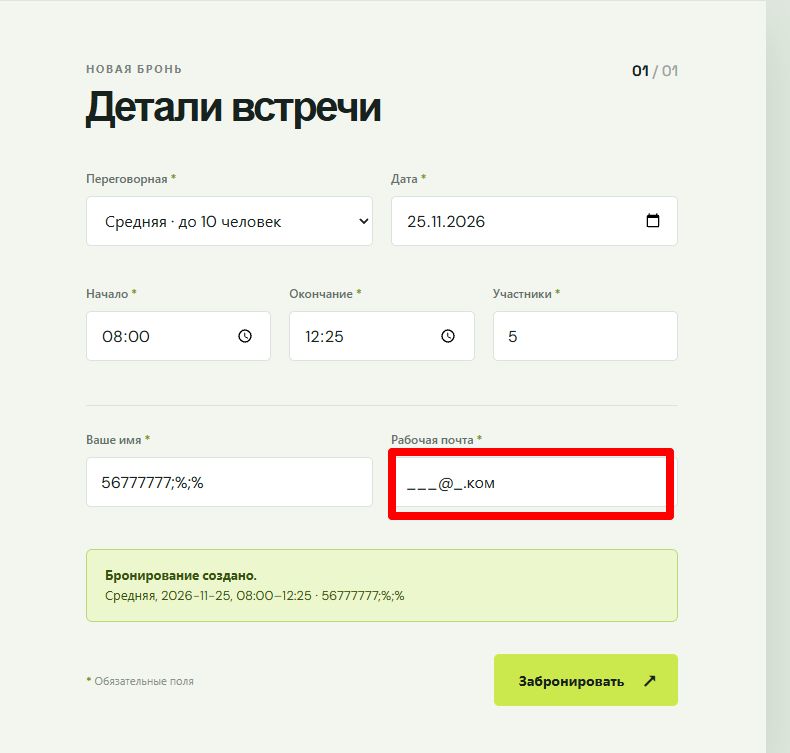 НОВАЯ БРОНЬ
01 / 01
Детали встречи
Переговорная *
Дата *
Средняя · до 10 человек
25.11.2026
Начало *
Окончание *
Участники *
08:00
12:25
5
Ваше имя *
Рабочая почта *
56777777;%;%
___@_.ком
Бронирование создано.
Средняя, 2026-11-25, 08:00–12:25 · 56777777;%;%
* Обязательные поля
Забронировать ↗